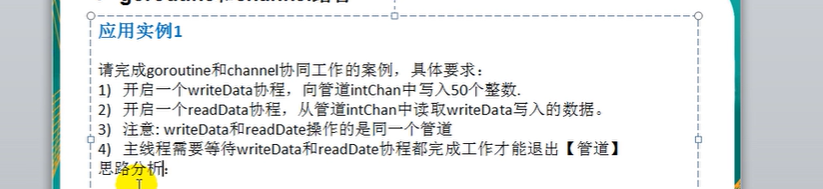 应用实例1
请完成goroutine和channel协同工作的案例，具体要求：
1) 开启一个writeData协程，向管道intChan中写入50个整数.
2) 开启一个readData协程，从管道intChan中读取writeData写入的数据。
3) 注意: writeData和readDate操作的是同一个管道
4) 主线程需要等待writeData和readDate协程都完成工作才能退出【管道】
思路分析: